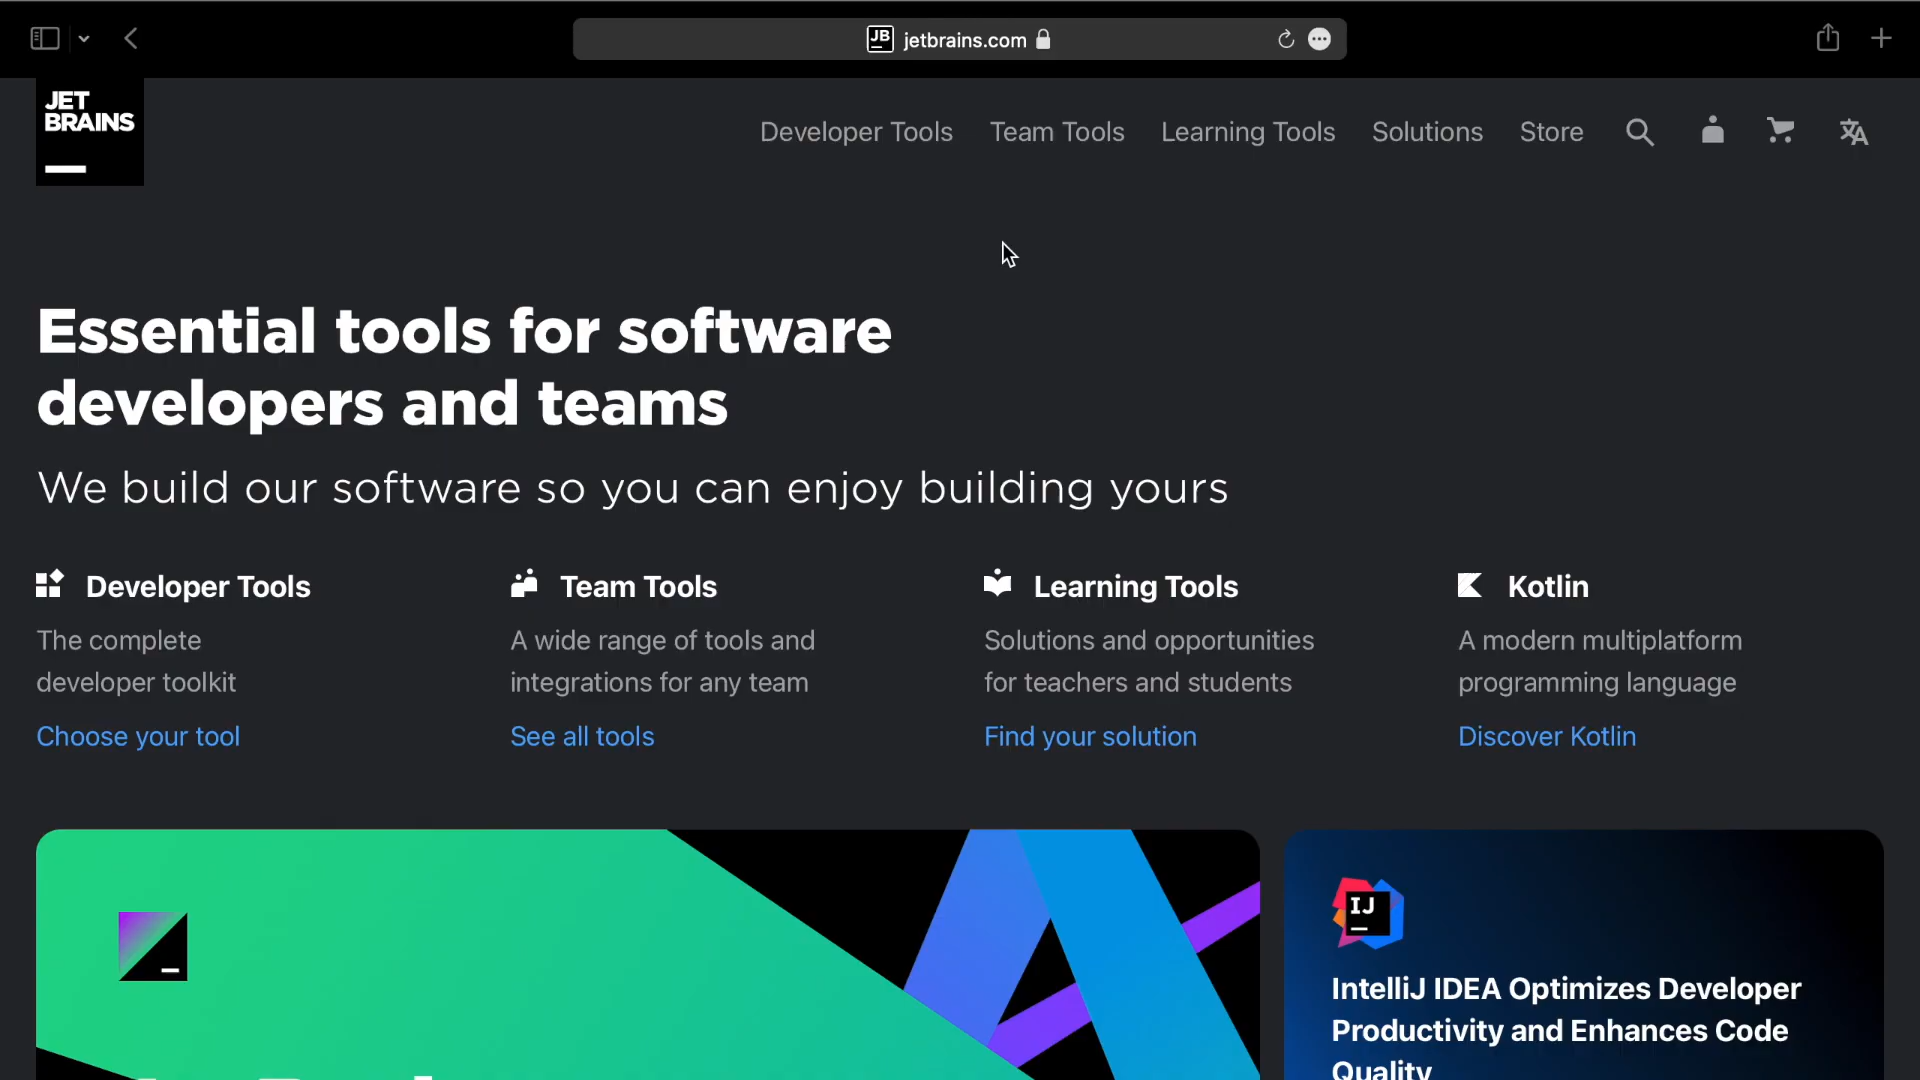 JB jetbrains.com
JET
BRAINS
Developer Tools Team Tools Learning Tools Solutions Store
Essential tools for software
developers and teams
We build our software so you can enjoy building yours
Developer Tools
The complete
developer toolkit
Choose your tool
Team Tools
A wide range of tools and
integrations for any team
See all tools
Learning Tools
Solutions and opportunities
for teachers and students
Find your solution
Kotlin
A modern multiplatform
programming language
Discover Kotlin
IJ
IntelliJ IDEA Optimizes Developer
Productivity and Enhances Code
Quality